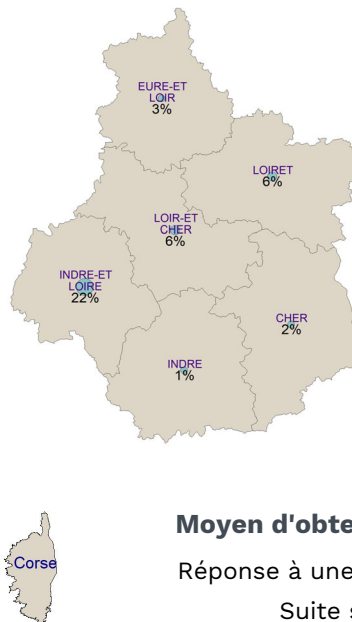 EURE-ET
LOIR
3%
LOIRET
6%
LOIR-ET
CHER
6%
INDRE-ET
LOIRE
22%
CHER
2%
INDRE
1%
Corse
Moyen d'obte
Réponse à une
Suite s